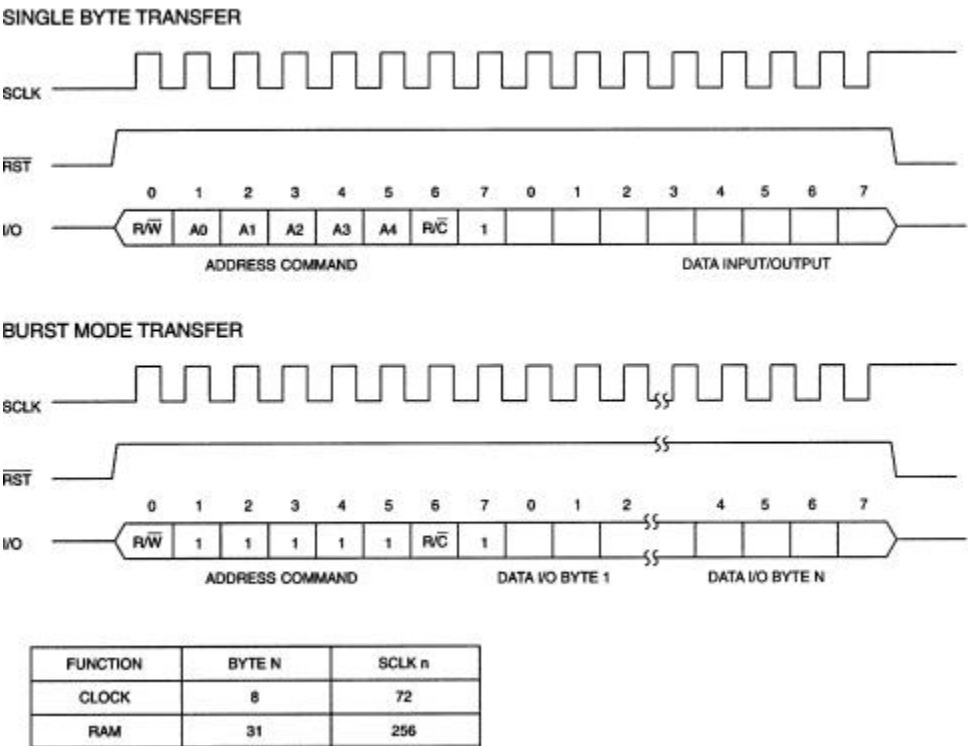 SINGLE BYTE TRANSFER
SCLK
RST
0 1 2 3 4 5 6 7 0 1 2 3 4 5 6 7
I/O R/W A0 A1 A2 A3 A4 R/C 1
ADDRESS COMMAND DATA INPUT/OUTPUT
BURST MODE TRANSFER
SCLK
RST
0 1 2 3 4 5 6 7 0 1 2 4 5 6 7
I/O R/W 1 1 1 1 1 R/C 1
ADDRESS COMMAND DATA I/O BYTE 1 DATA I/O BYTE N
FUNCTION BYTE N SCLK n
CLOCK 8 72
RAM 31 256